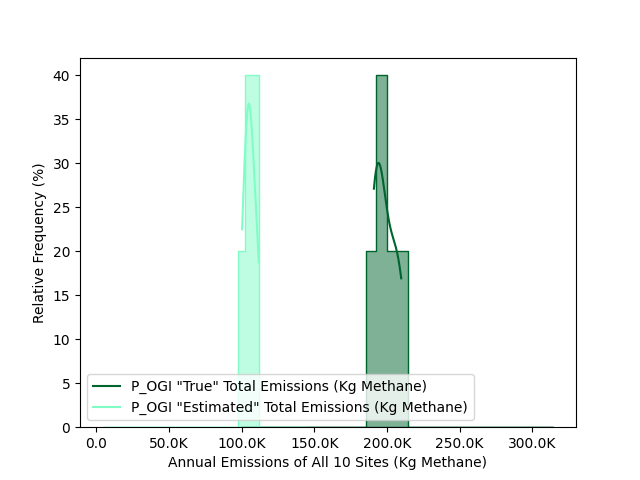 40
35
30
25
20
15
10
5
0
Relative Frequency (%)
P_OGI "True" Total Emissions (Kg Methane)
P_OGI "Estimated" Total Emissions (Kg Methane)
0.0 50.0K 100.0K 150.0K 200.0K 250.0K 300.0K
Annual Emissions of All 10 Sites (Kg Methane)